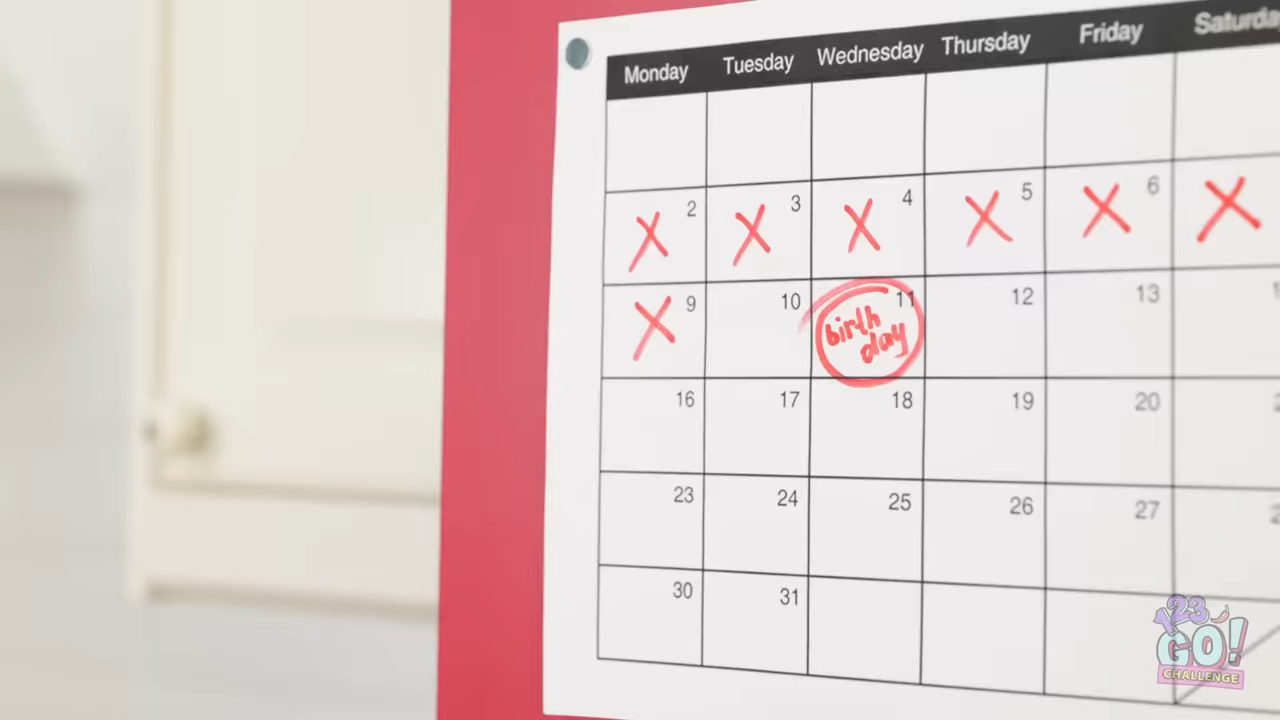 Monday Tuesday Wednesday Thursday Friday Saturda
2 3 4 5 6
9 10 11 12 13
birth
day
16 17 18 19 20
23 24 25 26 27
30 31
123
GO!
CHALLENGE